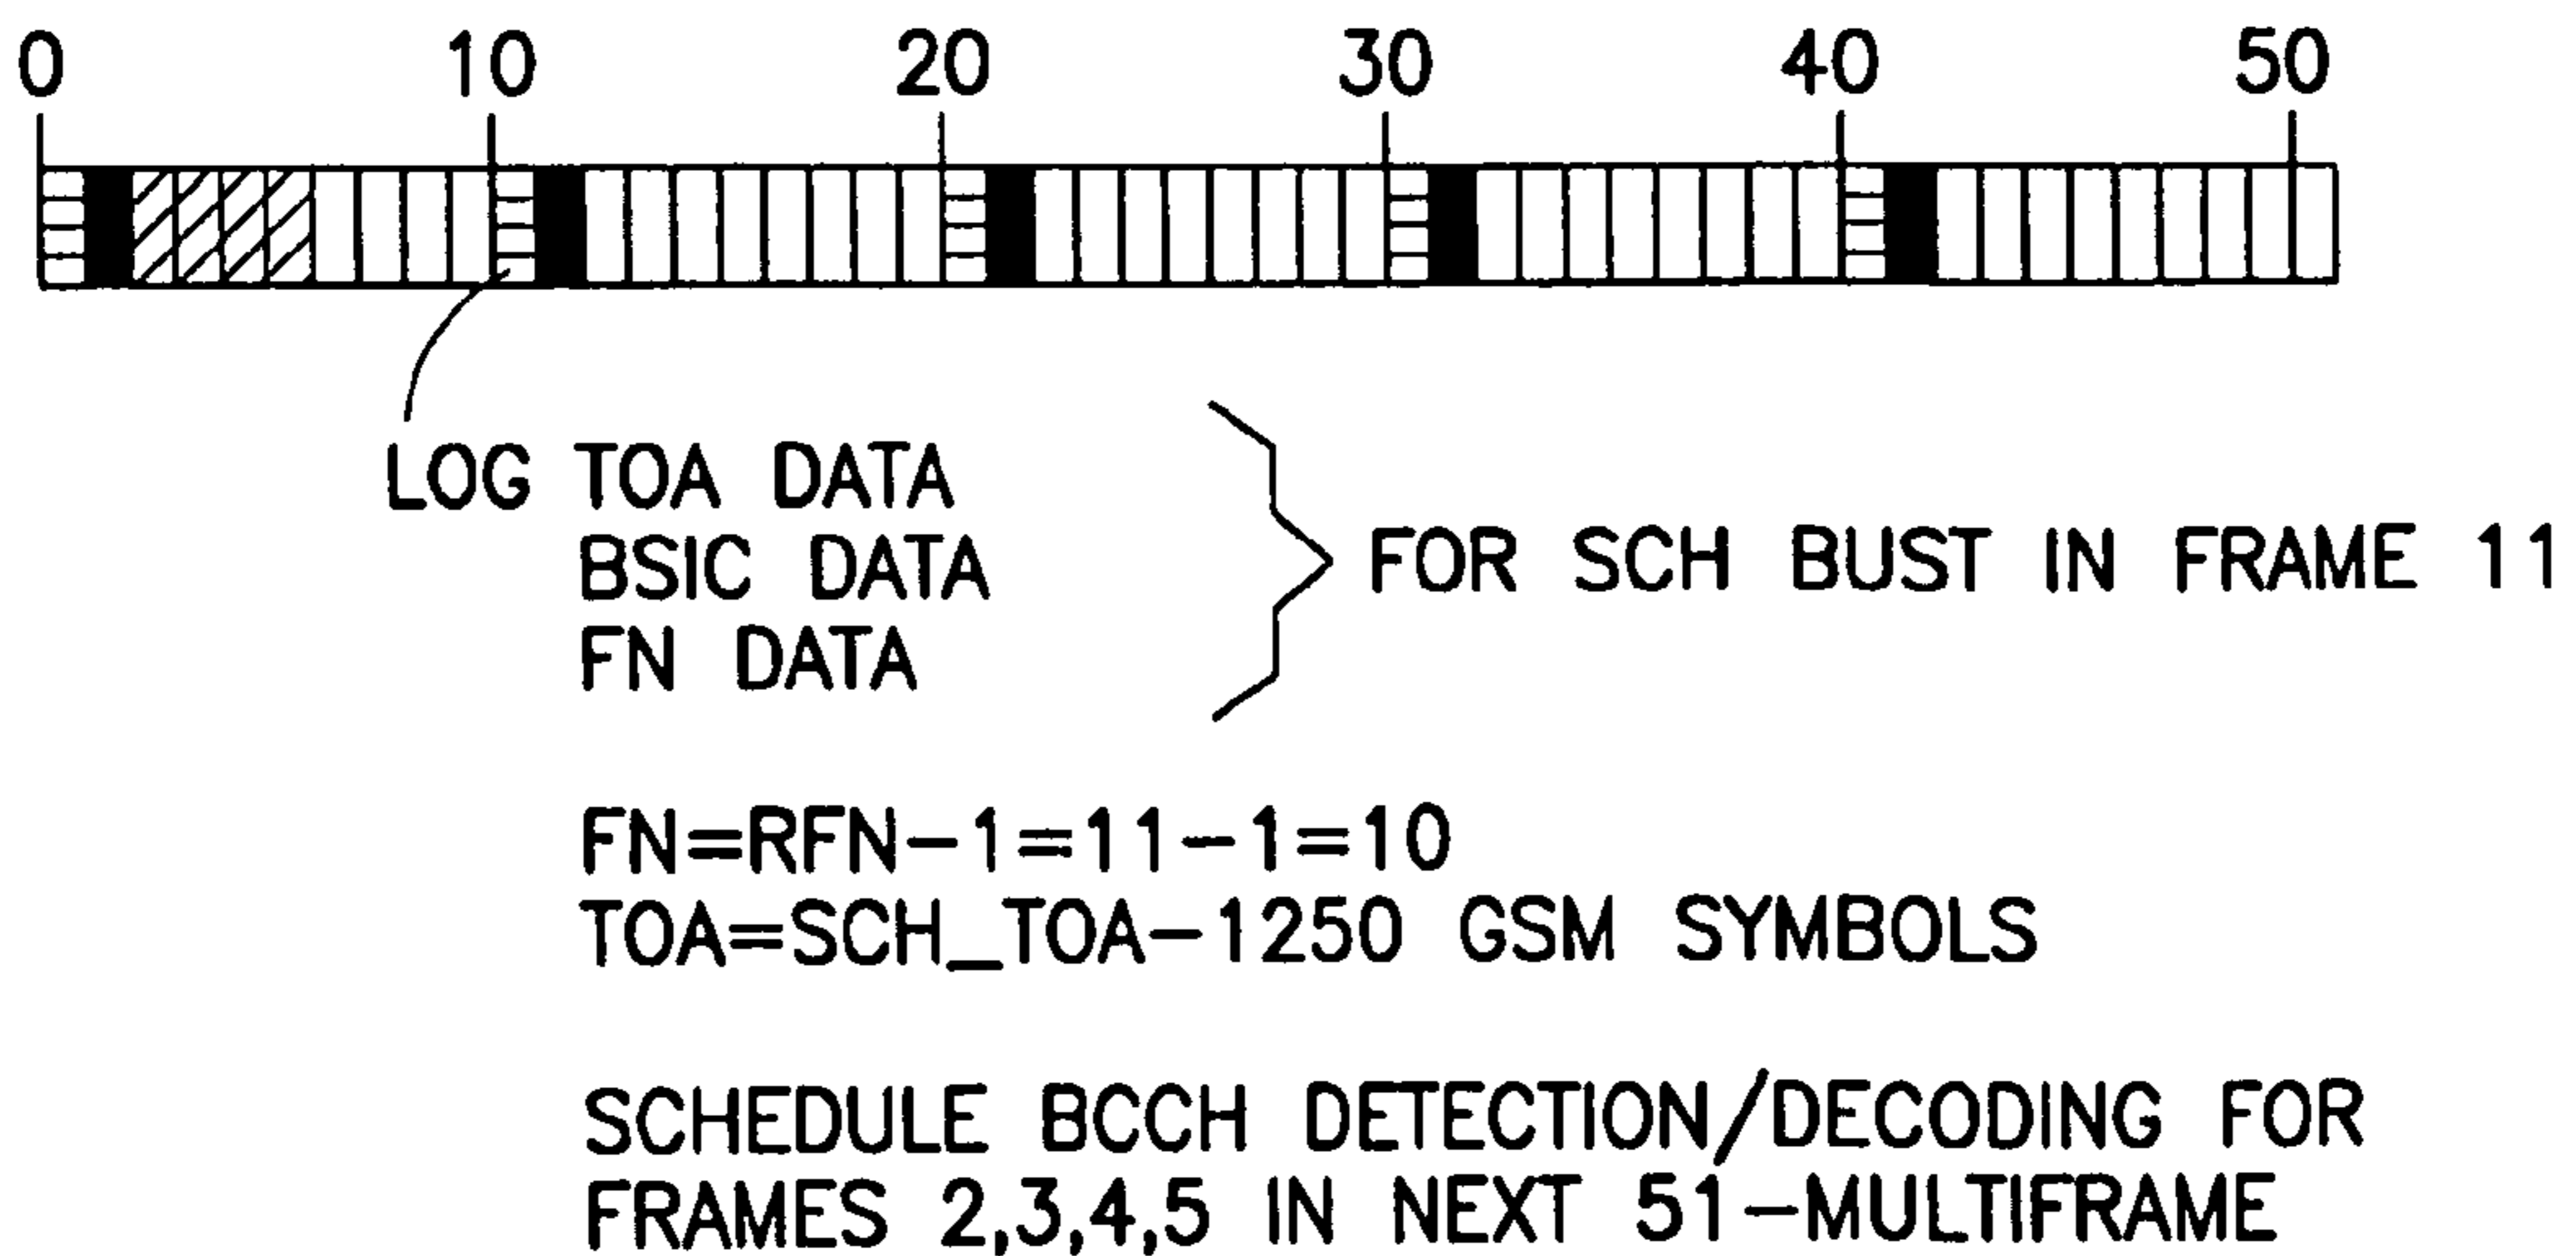 0 10 20 30 40 50
LOG TOA DATA
BSIC DATA
FN DATA
FOR SCH BUST IN FRAME 11
FN=RFN-1=11-1=10
TOA=SCH_TOA-1250 GSM SYMBOLS
SCHEDULE BCCH DETECTION/DECODING FOR
FRAMES 2,3,4,5 IN NEXT 51-MULTIFRAME